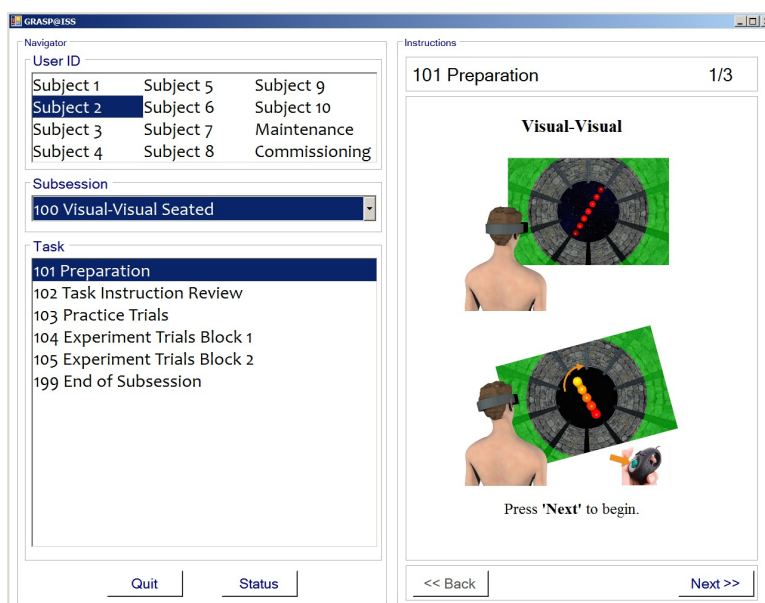 GRASP@ISS
Navigator
User ID
Subject 1 Subject 5 Subject 9
Subject 2 Subject 6 Subject 10
Subject 3 Subject 7 Maintenance
Subject 4 Subject 8 Commissioning
Subsession
100 Visual-Visual Seated
Task
101 Preparation
102 Task Instruction Review
103 Practice Trials
104 Experiment Trials Block 1
105 Experiment Trials Block 2
199 End of Subsession
Quit Status
Instructions
101 Preparation 1/3
Visual-Visual
Press 'Next' to begin.
<< Back Next >>